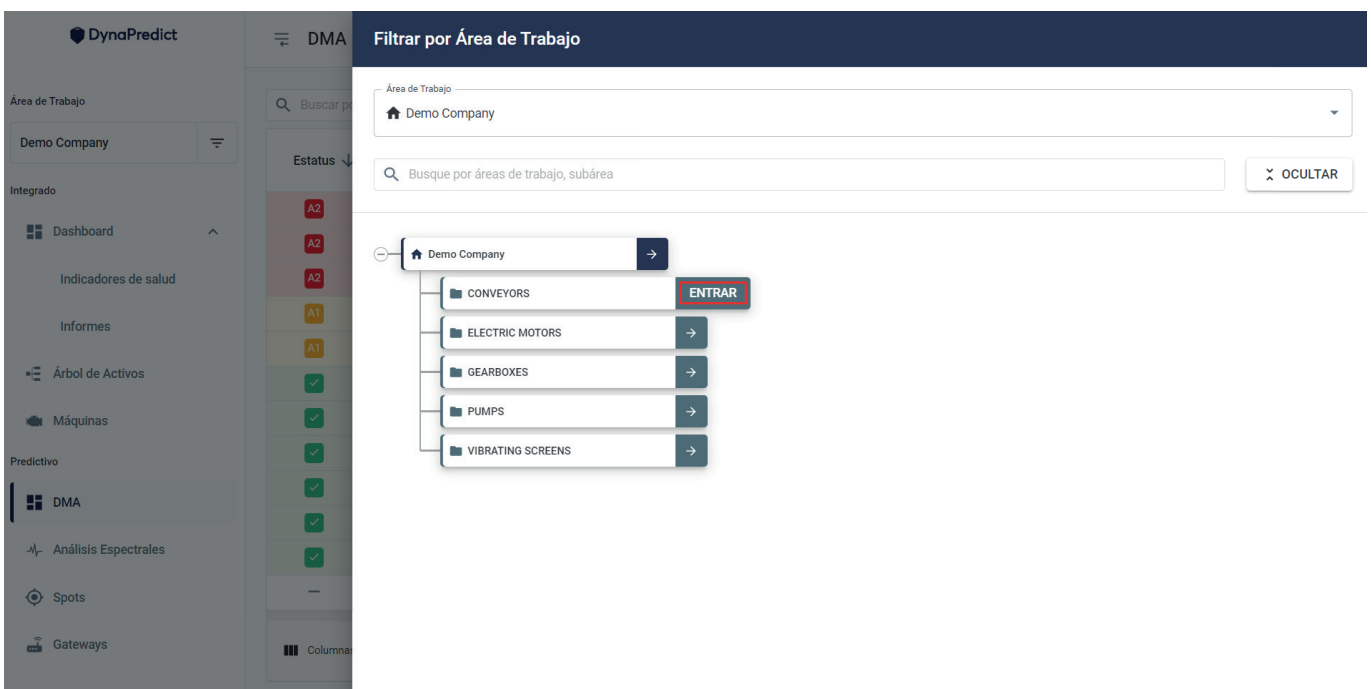 DynaPredict
Área de Trabajo
Demo Company
Integrado
Dashboard
Indicadores de salud
Informes
Árbol de Activos
Máquinas
Predictivo
DMA
Análisis Espectrales
Spots
Gateways
DMA
Buscar po
Estatus
A2
A2
A2
A1
A1
Columnas
Filtrar por Área de Trabajo
Área de Trabajo
Demo Company
Busque por áreas de trabajo, subárea
OCULTAR
Demo Company
CONVEYORS ENTRAR
ELECTRIC MOTORS
GEARBOXES
PUMPS
VIBRATING SCREENS